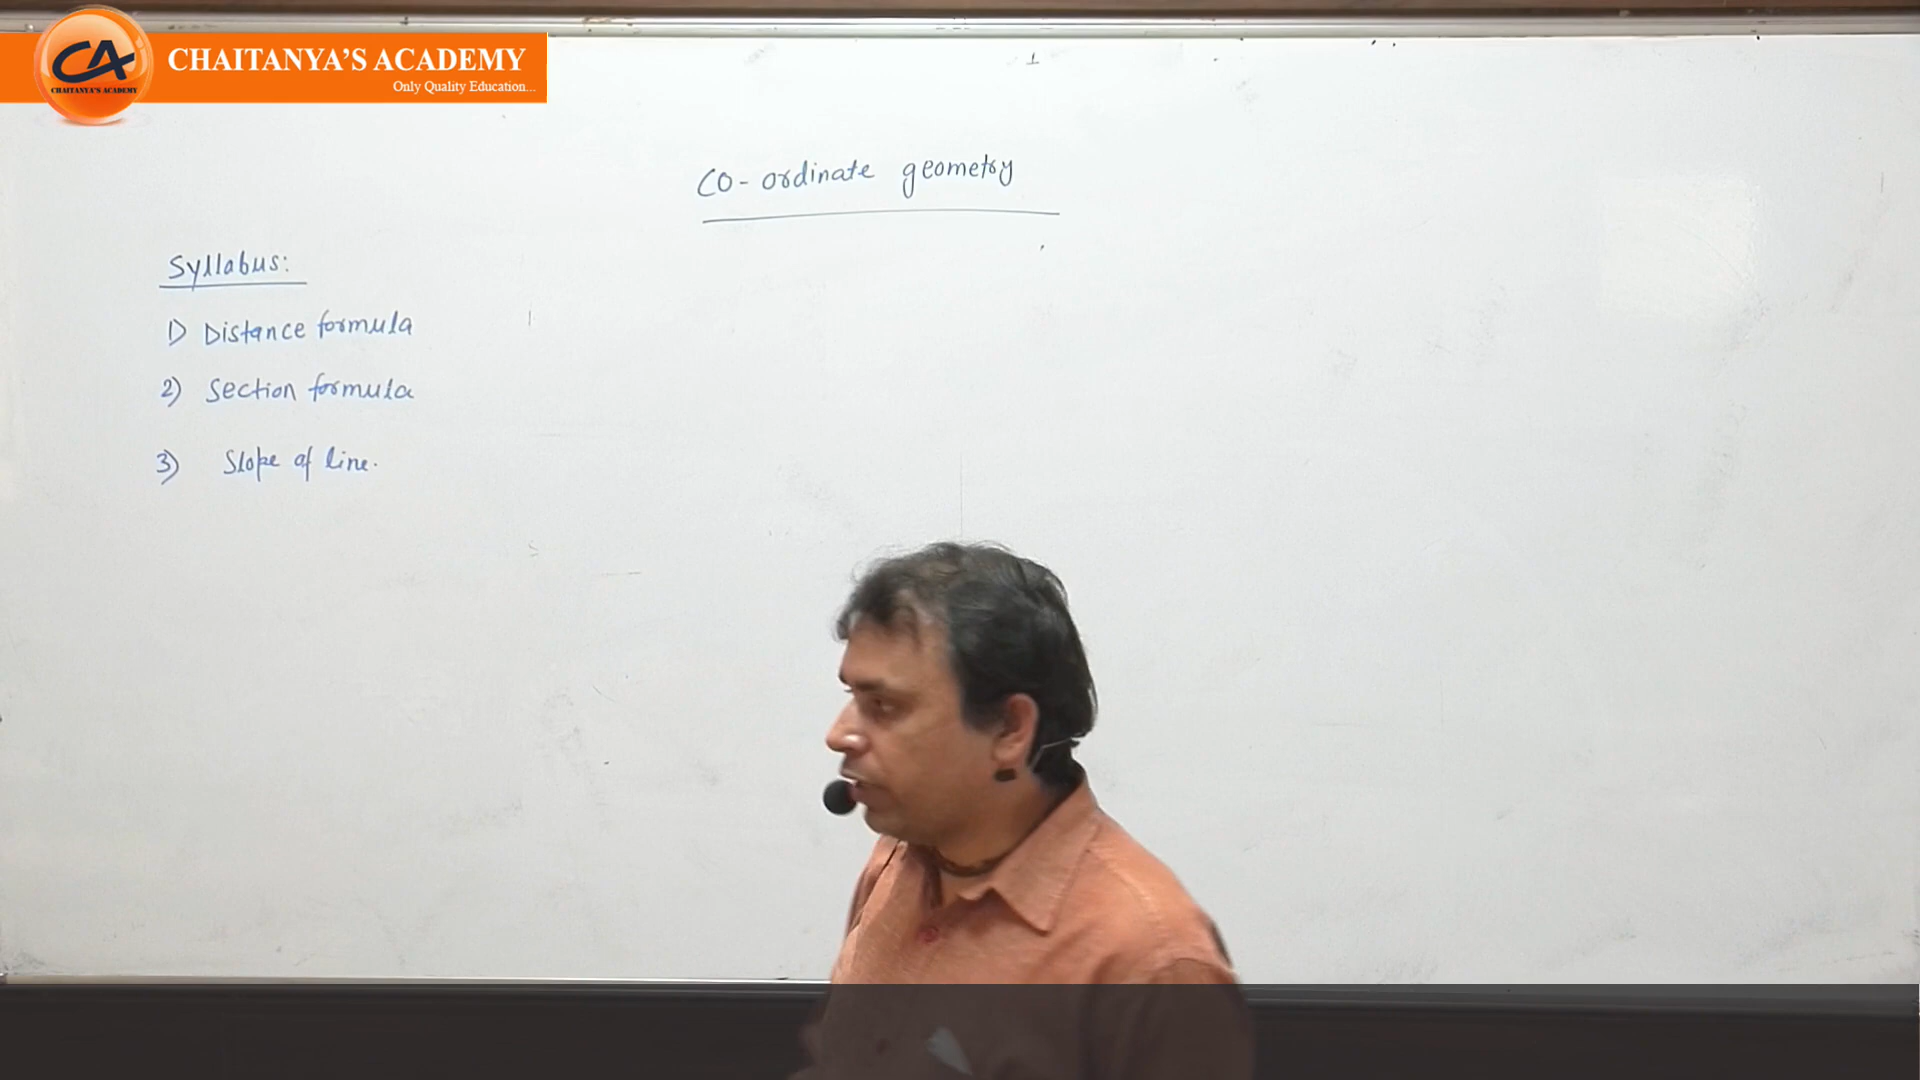 CA
CHAITANYA'S ACADEMY
CHAITANYA'S ACADEMY
Only Quality Education...
Co-ordinate geometry
Syllabus:
1) Distance formula
2) Section formula
3) Slope of line.